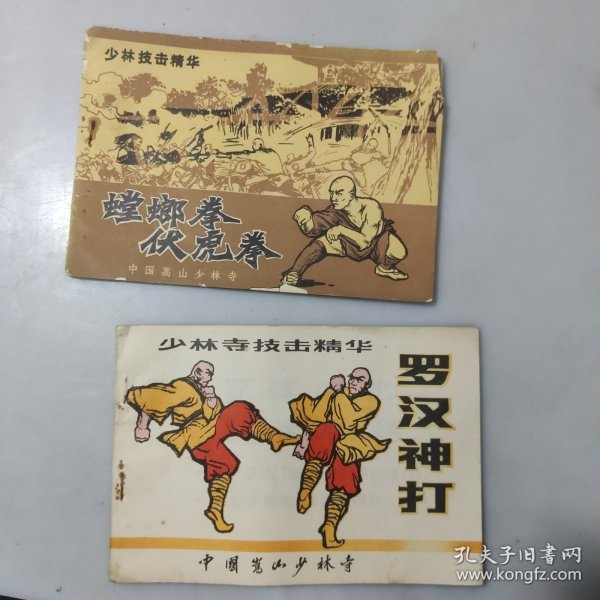 少林技击精华
螳螂拳
伏虎拳
中国嵩山少林寺
少林寺技击精华
罗汉神打
中國嵩山少林寺
孔夫子旧书网
www.kongfz.com